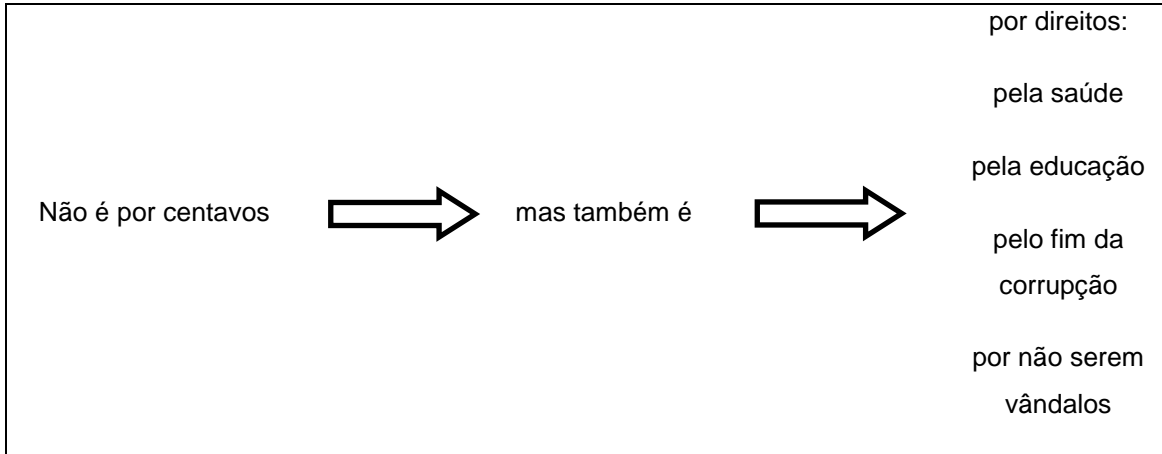 Não é por centavos
mas também é
por direitos:
pela saúde
pela educação
pelo fim da
corrupção
por não serem
vândalos